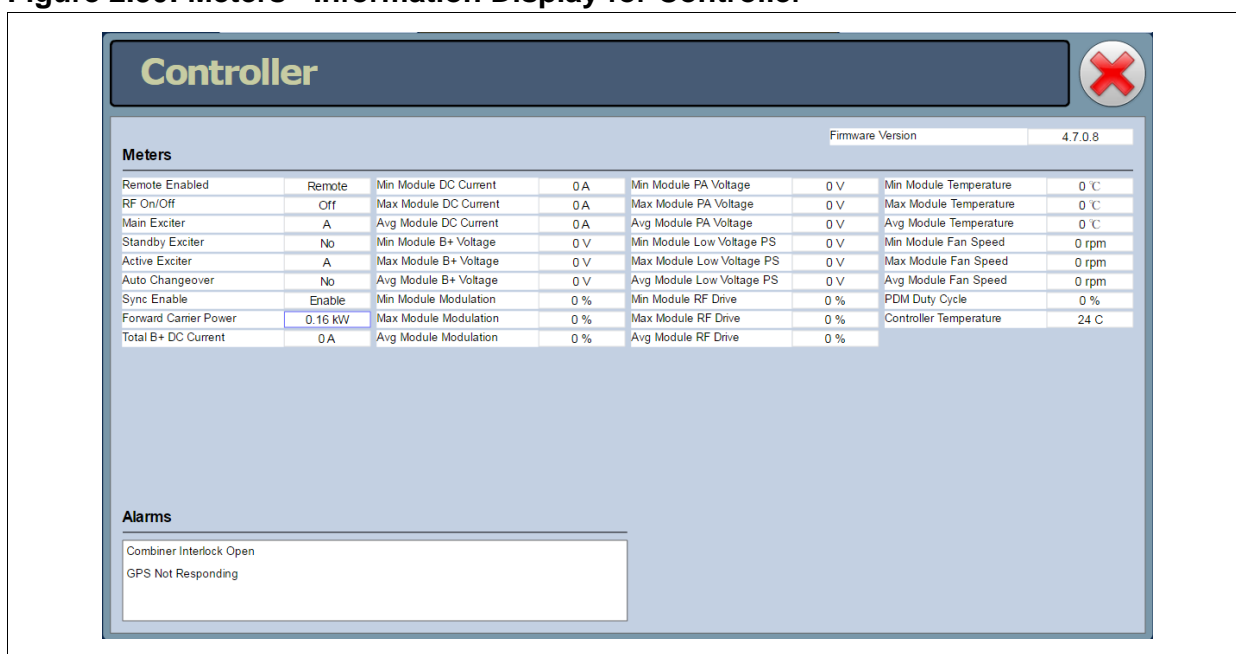 Controller
Firmware Version 4.7.0.8
Meters
Remote Enabled Remote Min Module DC Current 0 A Min Module PA Voltage 0 V Min Module Temperature 0 °C
RF On/Off Off Max Module DC Current 0 A Max Module PA Voltage 0 V Max Module Temperature 0 °C
Main Exciter A Avg Module DC Current 0 A Avg Module PA Voltage 0 V Avg Module Temperature 0 °C
Standby Exciter No Min Module B+ Voltage 0 V Min Module Low Voltage PS 0 V Min Module Fan Speed 0 rpm
Active Exciter A Max Module B+ Voltage 0 V Max Module Low Voltage PS 0 V Max Module Fan Speed 0 rpm
Auto Changeover No Avg Module B+ Voltage 0 V Avg Module Low Voltage PS 0 V Avg Module Fan Speed 0 rpm
Sync Enable Enable Min Module Modulation 0 % Min Module RF Drive 0 % PDM Duty Cycle 0 %
Forward Carrier Power 0.16 kW Max Module Modulation 0 % Max Module RF Drive 0 % Controller Temperature 24 C
Total B+ DC Current 0 A Avg Module Modulation 0 % Avg Module RF Drive 0 %
Alarms
Combiner Interlock Open
GPS Not Responding